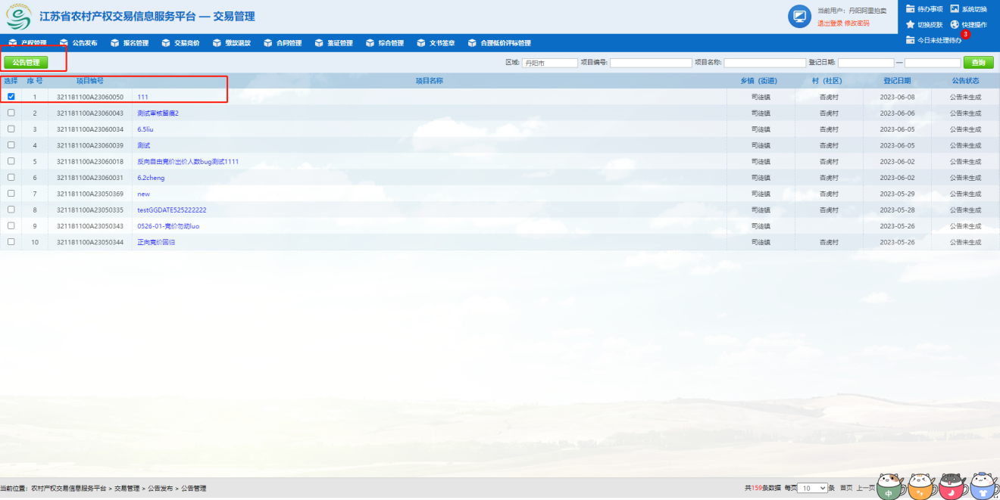 江苏省农村产权交易信息服务平台 — 交易管理
当前用户：丹阳阿里拍卖
退出登录 修改密码
待办事项 系统切换
切换皮肤 快捷操作
今日未处理待办 3
产权管理 公告发布 报名管理 交易竞价 缴款退款 合同管理 鉴证管理 综合管理 文书签章 合理低价评标管理
公告管理 区域: 丹阳市 项目编号: 项目名称: 登记日期: — 查询
选择 序 号 项目编号 项目名称 乡镇（街道） 村（社区） 登记日期 公告状态
1 321181100A23060050 111 司徒镇 杏虎村 2023-06-08 公告未生成
2 321181100A23060043 测试审核留痕2 司徒镇 杏虎村 2023-06-06 公告未生成
3 321181100A23060034 6.5liu 司徒镇 杏虎村 2023-06-05 公告未生成
4 321181100A23060039 测试 司徒镇 杏虎村 2023-06-05 公告未生成
5 321181100A23060018 反向自由竞价出价人数bug测试1111 司徒镇 杏虎村 2023-06-02 公告未生成
6 321181100A23060031 6.2cheng 司徒镇 杏虎村 2023-06-02 公告未生成
7 321181100A23050369 new 司徒镇 杏虎村 2023-05-29 公告未生成
8 321181100A23050335 testGGDATE525222222 司徒镇 杏虎村 2023-05-28 公告未生成
9 321181100A23050343 0526-01-竞价勿动luo 司徒镇 2023-05-26 公告未生成
10 321181100A23050344 正向竞价回归 司徒镇 杏虎村 2023-05-26 公告未生成
当前位置：农村产权交易信息服务平台 > 交易管理 > 公告发布 > 公告管理 共159条数据 每页 10 条 首页 上一页
中